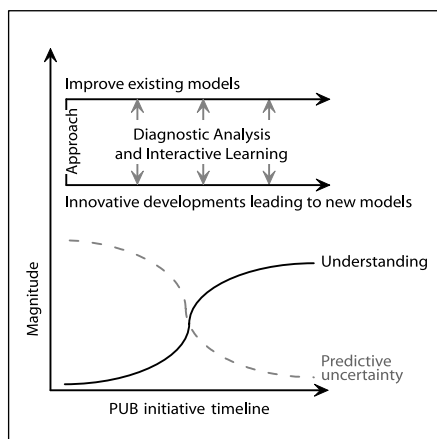 Improve existing models
Approach
Diagnostic Analysis
and Interactive Learning
Innovative developments leading to new models
Understanding
Magnitude
Predictive
uncertainty
PUB initiative timeline